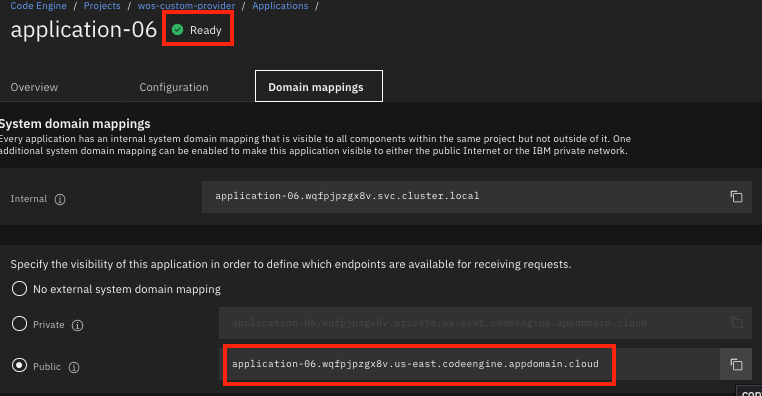 Code Engine / Projects / wos-custom-provider / Applications /
application-06 Ready
Overview Configuration Domain mappings
System domain mappings
Every application has an internal system domain mapping that is visible to all components within the same project but not outside of it. One
additional system domain mapping can be enabled to make this application visible to either the public Internet or the IBM private network.
Internal application-06.wqfpjpzgx8v.svc.cluster.local
Specify the visibility of this application in order to define which endpoints are available for receiving requests.
No external system domain mapping
Private application-06.wqfpjpzgx8v.private.us-east.codeengine.appdomain.cloud
Public application-06.wqfpjpzgx8v.us-east.codeengine.appdomain.cloud